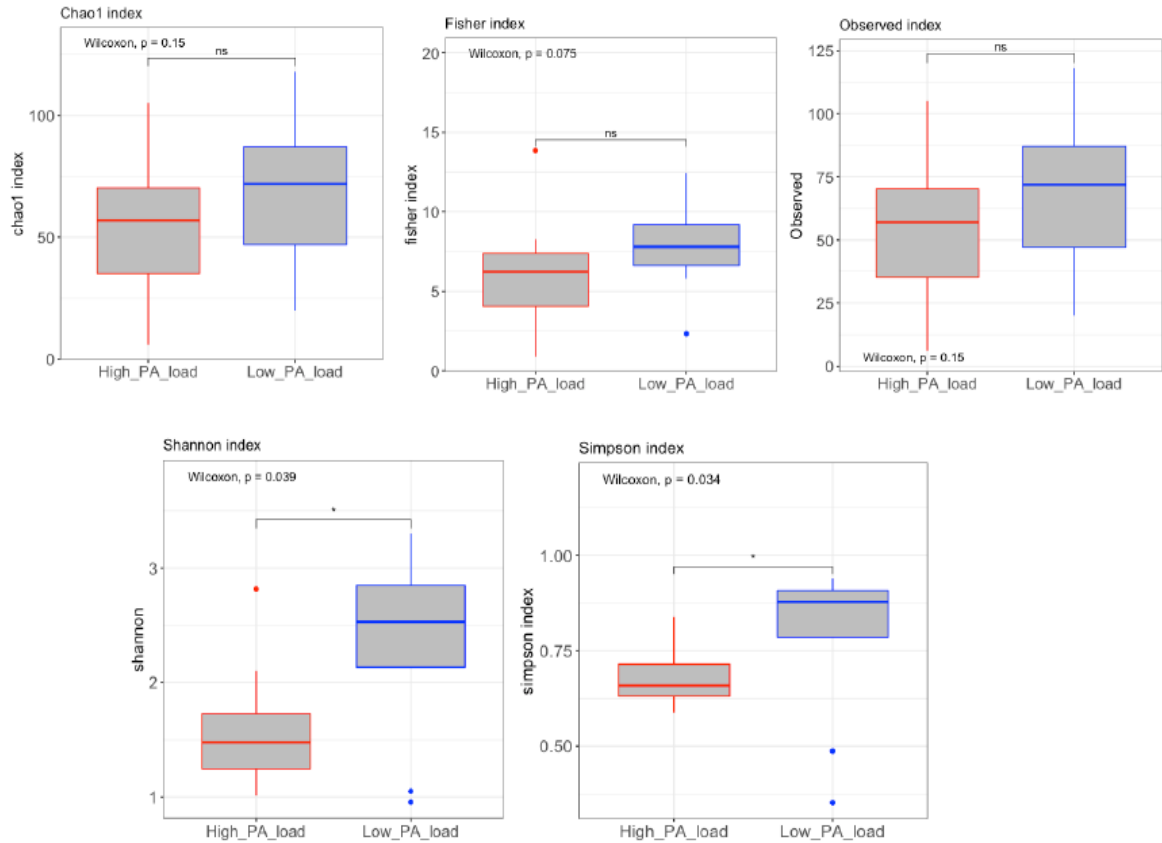 Chao1 index
Wilcoxon, p = 0.15
ns
chao1 index
100
50
0
High_PA_load
Low_PA_load
Fisher index
Wilcoxon, p = 0.075
ns
fisher index
20
15
10
5
0
High_PA_load
Low_PA_load
Observed index
ns
Observed
125
100
75
50
25
0
Wilcoxon, p = 0.15
High_PA_load
Low_PA_load
Shannon index
Wilcoxon, p = 0.039
*
shannon
3
2
1
High_PA_load
Low_PA_load
Simpson index
Wilcoxon, p = 0.034
*
simpson index
1.00
0.75
0.50
High_PA_load
Low_PA_load